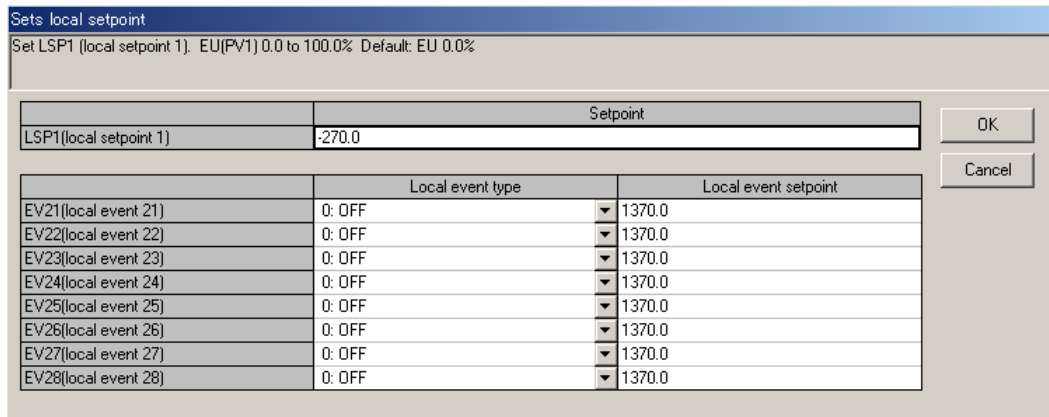 Sets local setpoint
Set LSP1 (local setpoint 1). EU(PV1) 0.0 to 100.0% Default: EU 0.0%
Setpoint
LSP1(local setpoint 1) -270.0
OK
Cancel
Local event type Local event setpoint
EV21(local event 21) 0: OFF 1370.0
EV22(local event 22) 0: OFF 1370.0
EV23(local event 23) 0: OFF 1370.0
EV24(local event 24) 0: OFF 1370.0
EV25(local event 25) 0: OFF 1370.0
EV26(local event 26) 0: OFF 1370.0
EV27(local event 27) 0: OFF 1370.0
EV28(local event 28) 0: OFF 1370.0